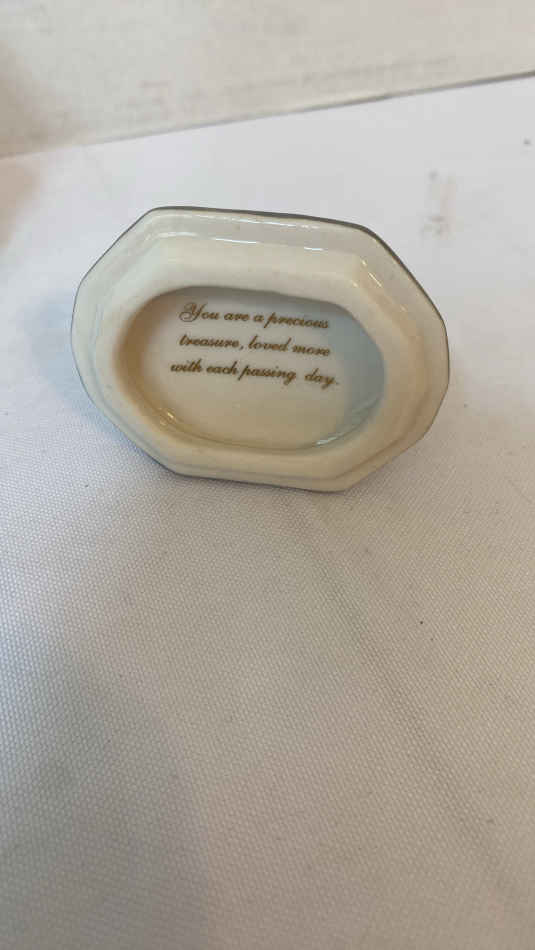 You are a precious
treasure, loved more
with each passing day.